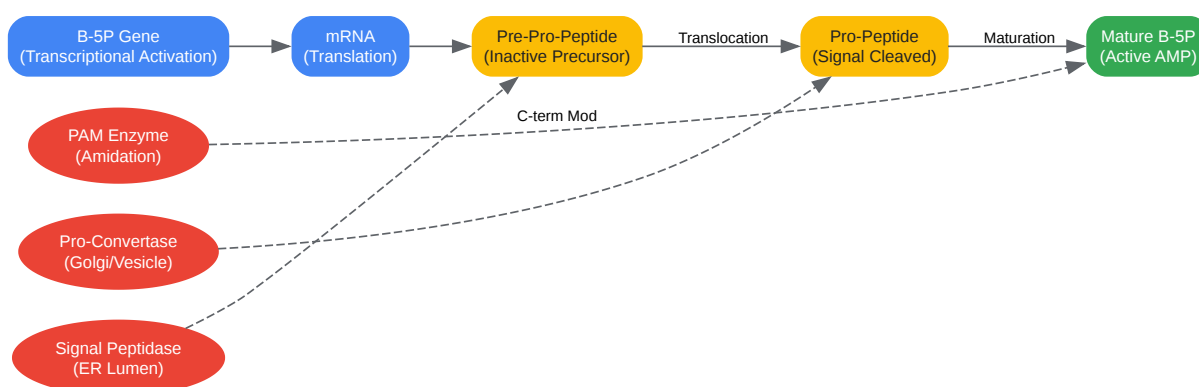 B-5P Gene
(Transcriptional Activation)
mRNA
(Translation)
Pre-Pro-Peptide
(Inactive Precursor)
Translocation
Pro-Peptide
(Signal Cleaved)
Maturation
Mature B-5P
(Active AMP)
C-term Mod
PAM Enzyme
(Amidation)
Pro-Convertase
(Golgi/Vesicle)
Signal Peptidase
(ER Lumen)